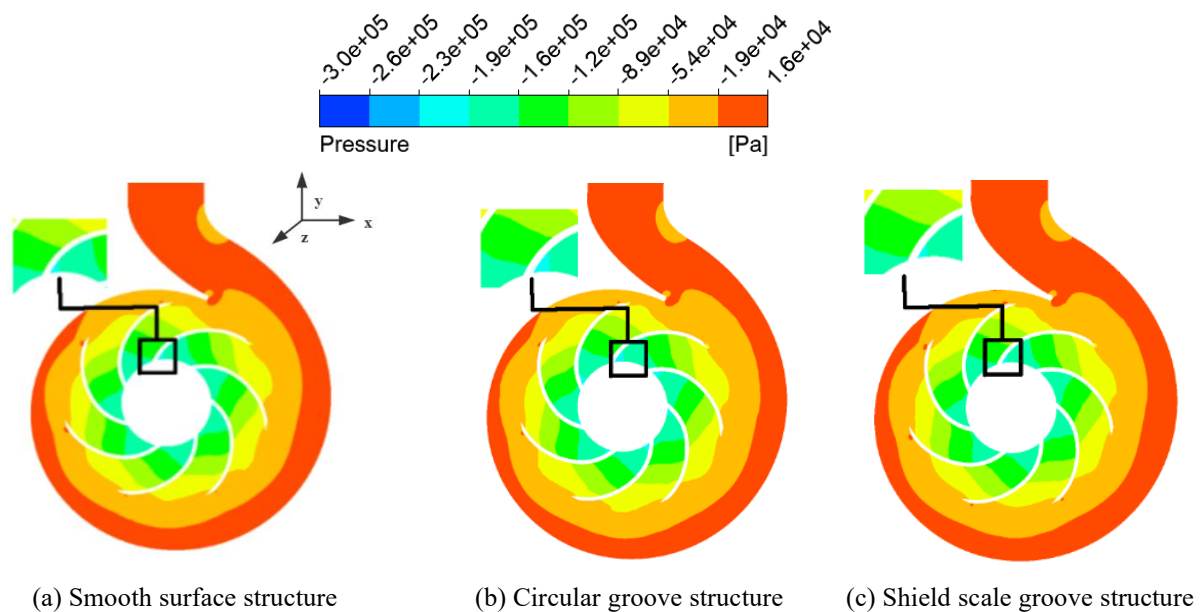 -3.0e+05 -2.6e+05 -2.3e+05 -1.9e+05 -1.6e+05 -1.2e+05 -8.9e+04 -5.4e+04 -1.9e+04 1.6e+04
Pressure [Pa]
y
x
z
(a) Smooth surface structure (b) Circular groove structure (c) Shield scale groove structure